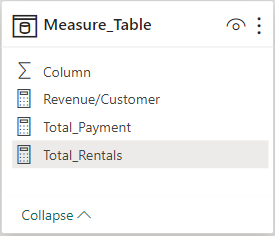 Measure_Table
Column
Revenue/Customer
Total_Payment
Total_Rentals
Collapse